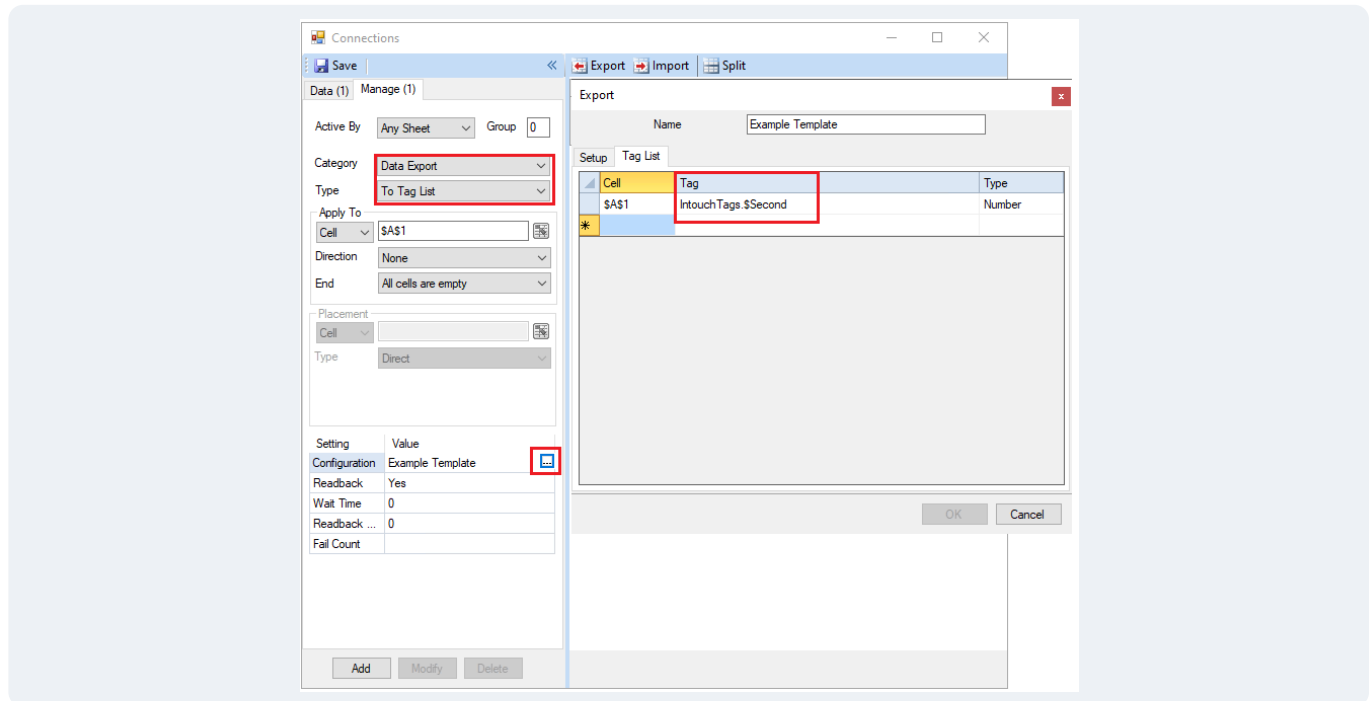 Connections
Save
Data (1) Manage (1)
Active By Any Sheet Group 0
Category Data Export
Type To Tag List
Apply To
Cell $A$1
Direction None
End All cells are empty
Placement
Cell
Type Direct
Setting Value
Configuration Example Template ...
Readback Yes
Wait Time 0
Readback ... 0
Fail Count
Add Modify Delete
Export Import Split
Export
Name Example Template
Setup Tag List
Cell Tag Type
$A$1 IntouchTags.$Second Number
OK Cancel